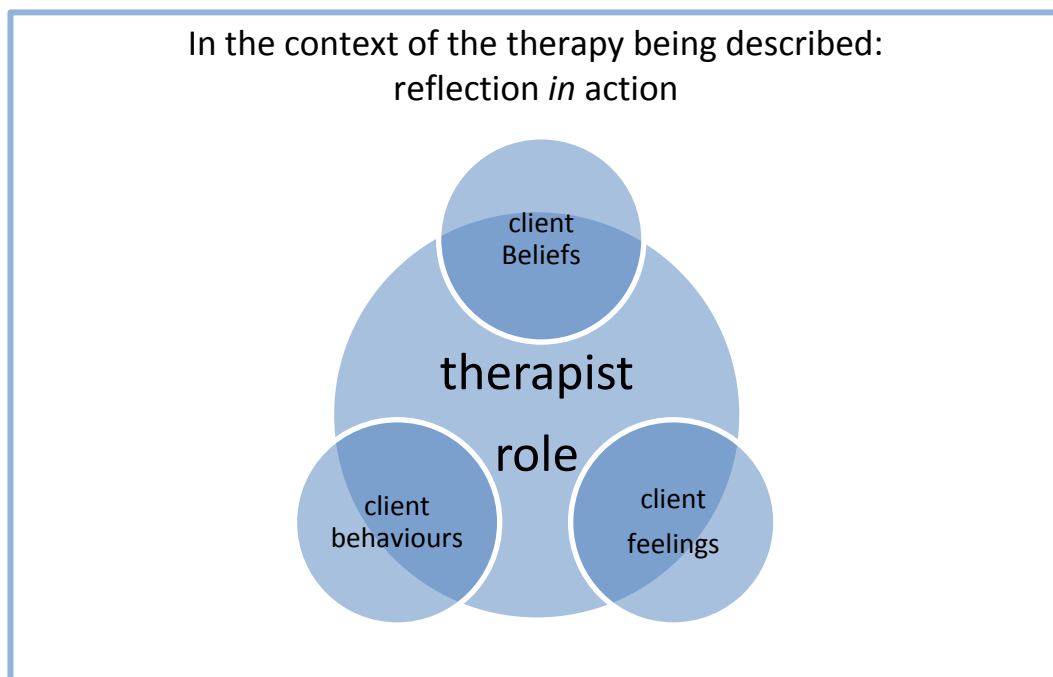 In the context of the therapy being described:
reflection in action
client
Beliefs
therapist
role
client
behaviours
client
feelings